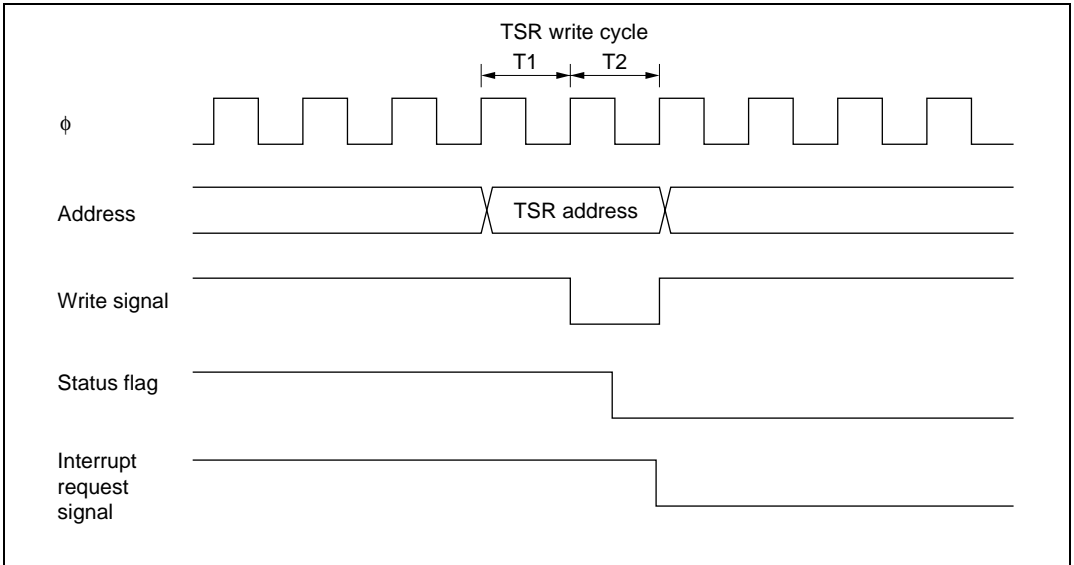 TSR write cycle
T1 T2
ϕ
Address
TSR address
Write signal
Status flag
Interrupt
request
signal